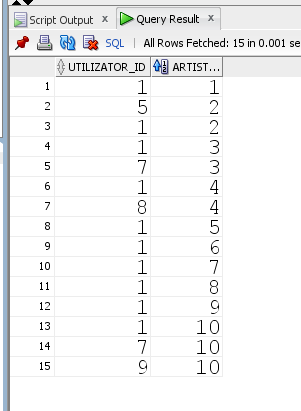 Script Output × Query Result ×
SQL | All Rows Fetched: 15 in 0.001 se
UTILIZATOR_ID ARTIST...
1 1 1
2 5 2
3 1 2
4 1 3
5 7 3
6 1 4
7 8 4
8 1 5
9 1 6
10 1 7
11 1 8
12 1 9
13 1 10
14 7 10
15 9 10